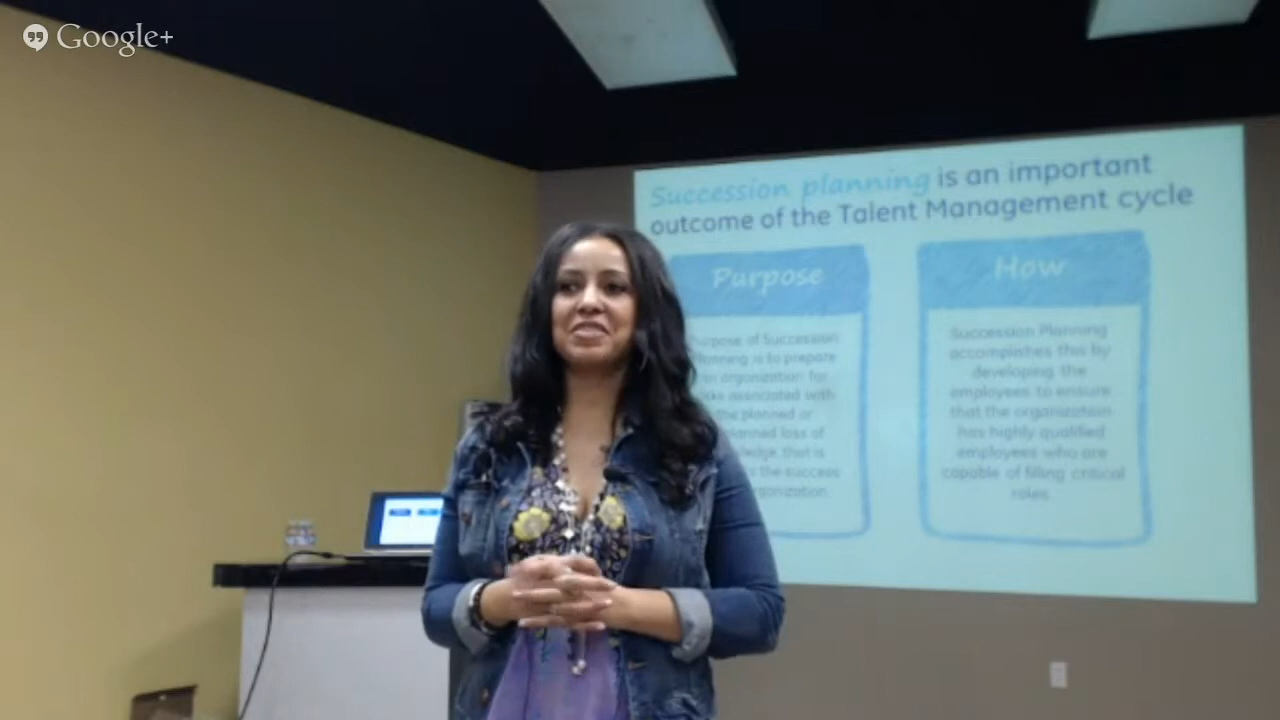 Google+
Succession planning is an important
outcome of the Talent Management cycle
Purpose
purpose of Succession
is to prepare
an organization for
associated with
the planned or
loss of
that is
the success
organization.
How
Succession Planning
accomplishes this by
developing the
employees to ensure
that the organization
has highly qualified
employees who are
capable of filling critical
roles.